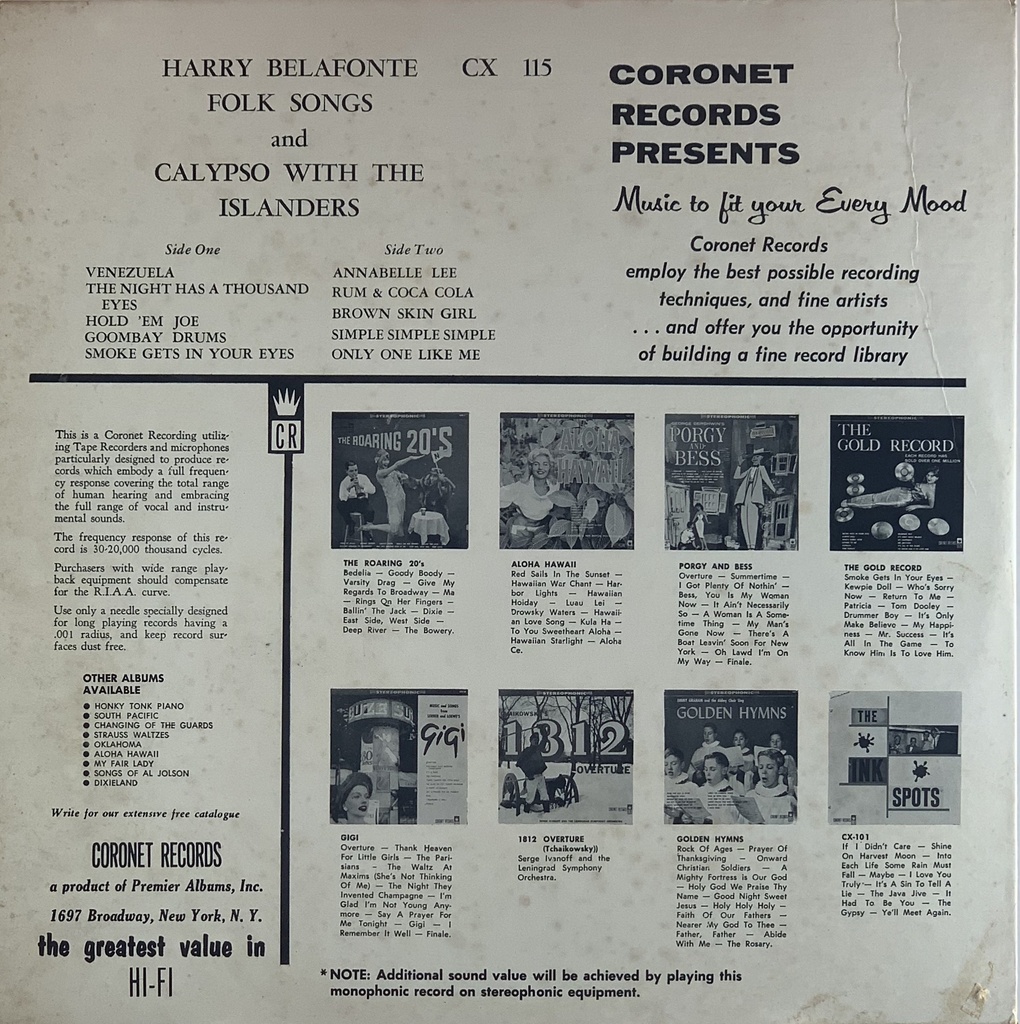 HARRY BELAFONTE CX 115
FOLK SONGS
and
CALYPSO WITH THE
ISLANDERS
Side One
VENEZUELA
THE NIGHT HAS A THOUSAND
EYES
HOLD 'EM JOE
GOOMBAY DRUMS
SMOKE GETS IN YOUR EYES
Side Two
ANNABELLE LEE
RUM & COCA COLA
BROWN SKIN GIRL
SIMPLE SIMPLE SIMPLE
ONLY ONE LIKE ME
CORONET
RECORDS
PRESENTS
Music to fit your Every Mood
Coronet Records
employ the best possible recording
techniques, and fine artists
... and offer you the opportunity
of building a fine record library
CR
This is a Coronet Recording utiliz-
ing Tape Recorders and microphones
particularly designed to produce re-
cords which embody a full frequen-
cy response covering the total range
of human hearing and embracing
the full range of vocal and instru-
mental sounds.
The frequency response of this re-
cord is 30-20,000 thousand cycles.
Purchasers with wide range play-
back equipment should compensate
for the R.I.A.A. curve.
Use only a needle specially designed
for long playing records having a
.001 radius, and keep record sur-
faces dust free.
OTHER ALBUMS
AVAILABLE
● HONKY TONK PIANO
● SOUTH PACIFIC
● CHANGING OF THE GUARDS
● STRAUSS WALTZES
● OKLAHOMA
● ALOHA HAWAII
● MY FAIR LADY
● SONGS OF AL JOLSON
● DIXIELAND
Write for our extensive free catalogue
CORONET RECORDS
a product of Premier Albums, Inc.
1697 Broadway, New York, N. Y.
the greatest value in
HI-FI
STEREOPHONIC
THE ROARING 20'S
THE ROARING 20's
Bedelia — Goody Boody —
Varsity Drag — Give My
Regards To Broadway — Ma
— Rings On Her Fingers —
Ballin' The Jack — Dixie —
East Side, West Side —
Deep River — The Bowery.
STEREOPHONIC
ALOHA
HAWAII
ALOHA HAWAII
Red Sails In The Sunset —
Hawaiian War Chant — Har-
bor Lights — Hawaiian
Hoiday — Luau Lei —
Drowsky Waters — Hawaii-
an Love Song — Kula Ha —
To You Sweetheart Aloha —
Hawaiian Starlight — Aloha
Ce.
STEREOPHONIC
GEORGE GERSHWIN'S
PORGY
AND
BESS
PORGY AND BESS
Overture — Summertime —
I Got Plenty Of Nothin' —
Bess, You Is My Woman
Now — It Ain't Necessarily
So — A Woman Is A Some-
time Thing — My Man's
Gone Now — There's A
Boat Leavin' Soon For New
York — Oh Lawd I'm On
My Way — Finale.
STEREOPHONIC
THE
GOLD RECORD
EACH RECORD HAS
SOLD OVER ONE MILLION
THE GOLD RECORD
Smoke Gets In Your Eyes —
Kewpie Doll — Who's Sorry
Now — Return To Me —
Patricia — Tom Dooley —
Drummer Boy — It's Only
Make Believe — My Happi-
ness — Mr. Success — It's
All In The Game — To
Know Him Is To Love Him.
gigi
GIGI
Overture — Thank Heaven
For Little Girls — The Pari-
sians — The Waltz At
Maxims (She's Not Thinking
Of Me) — The Night They
Invented Champagne — I'm
Glad I'm Not Young Any-
more — Say A Prayer For
Me Tonight — Gigi — I
Remember It Well — Finale.
STEREOPHONIC
1812
OVERTURE
1812 OVERTURE
(Tchaikowsky))
Serge Ivanoff and the
Leningrad Symphony
Orchestra.
GOLDEN HYMNS
GOLDEN HYMNS
Rock Of Ages — Prayer Of
Thanksgiving — Onward
Christian Soldiers — A
Mighty Fortress is Our God
— Holy God We Praise Thy
Name — Good Night Sweet
Jesus — Holy Holy Holy —
Faith Of Our Fathers —
Nearer My God To Thee —
Father, Father — Abide
With Me — The Rosary.
THE
INK
SPOTS
CX-101
If I Didn't Care — Shine
On Harvest Moon — Into
Each Life Some Rain Must
Fall — Maybe — I Love You
Truly — It's A Sin To Tell A
Lie — The Java Jive — It
Had To Be You — The
Gypsy — Ye'll Meet Again.
*NOTE: Additional sound value will be achieved by playing this
monophonic record on stereophonic equipment.